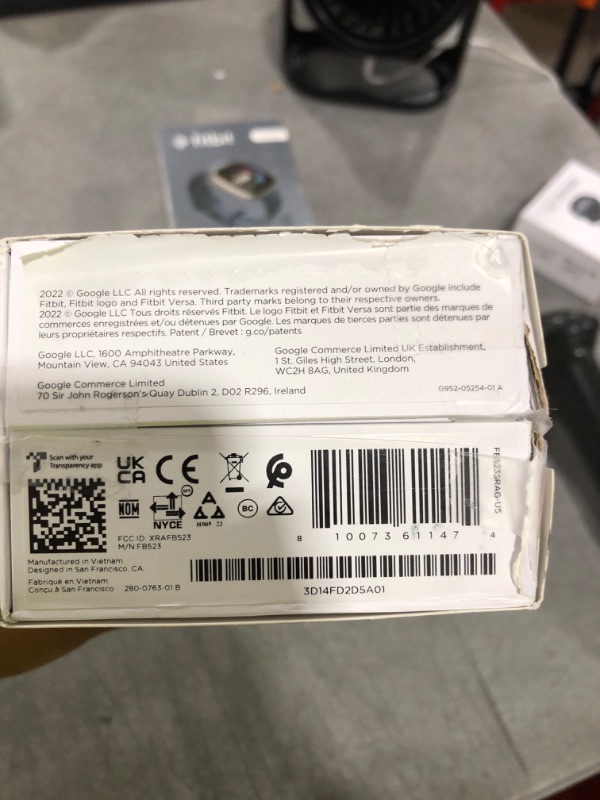 fitbit
2022 © Google LLC All rights reserved. Trademarks registered and/or owned by Google include
Fitbit, Fitbit logo and Fitbit Versa. Third party marks belong to their respective owners.
2022 © Google LLC Tous droits réservés Fitbit. Le logo Fitbit et Fitbit Versa sont partie des marques de
commerces enregistrées et/ou détenues par Google. Les marques de tierces parties sont détenues par
leurs propriétaires respectifs. Patent / Brevet : g.co/patents
Google LLC, 1600 Amphitheatre Parkway,
Mountain View, CA 94043 United States
Google Commerce Limited UK Establishment,
1 St. Giles High Street, London,
WC2H 8AG, United Kingdom
Google Commerce Limited
70 Sir John Rogerson's Quay Dublin 2, D02 R296, Ireland
G952-05254-01 A
Scan with your
Transparency app
UK
CA
CE
NOM
NYCE
BC
FCC ID: XRAFB523
M/N:FB523
FB523SRAG-US
8 10073 61147 4
Manufactured in Vietnam
Designed in San Francisco, CA
Fabriqué en Vietnam
Conçu à San Francisco
280-0763-01 B
3D14FD2D5A01